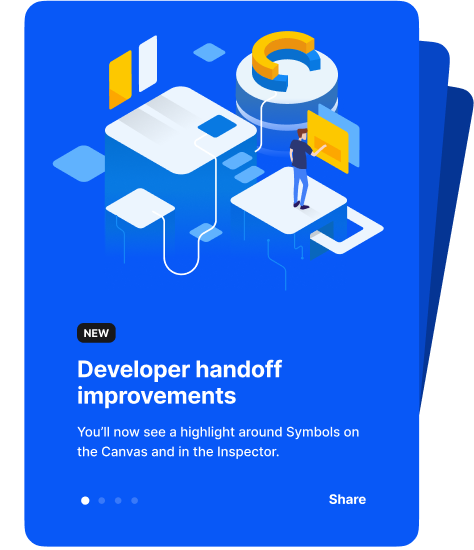 NEW
Developer handoff
improvements
You’ll now see a highlight around Symbols on
the Canvas and in the Inspector.
Share